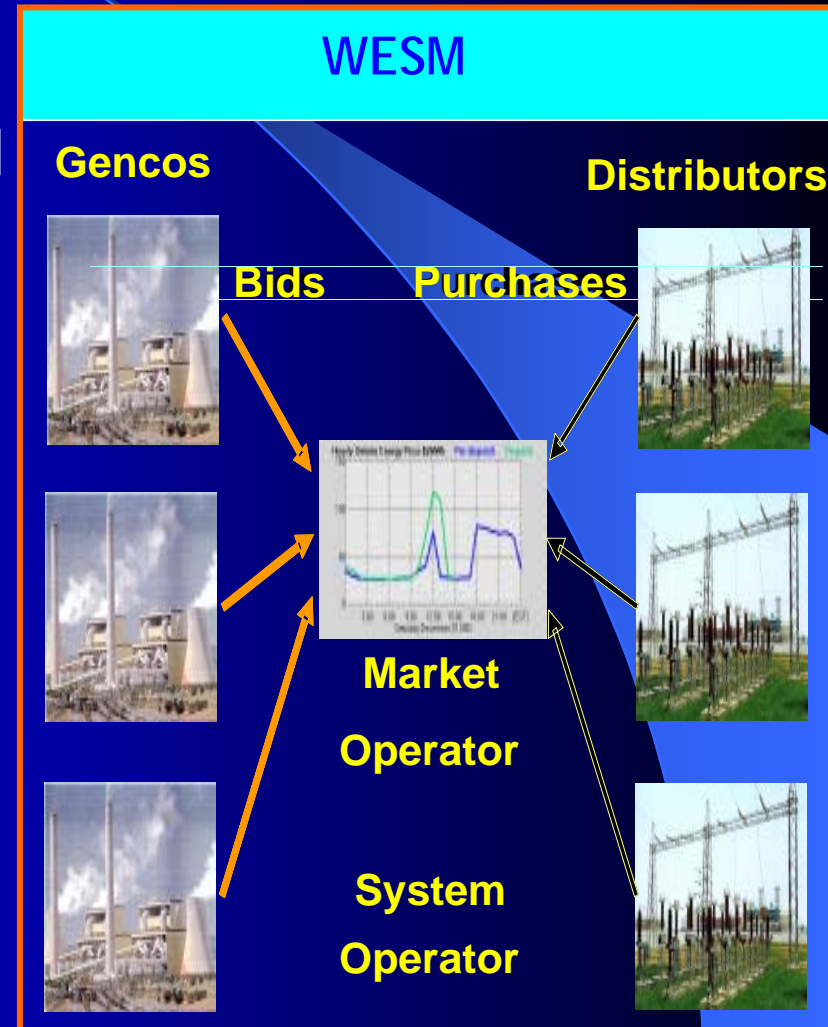 WESM
Gencos
Distributors
Bids
Purchases
Market
Operator
System
Operator